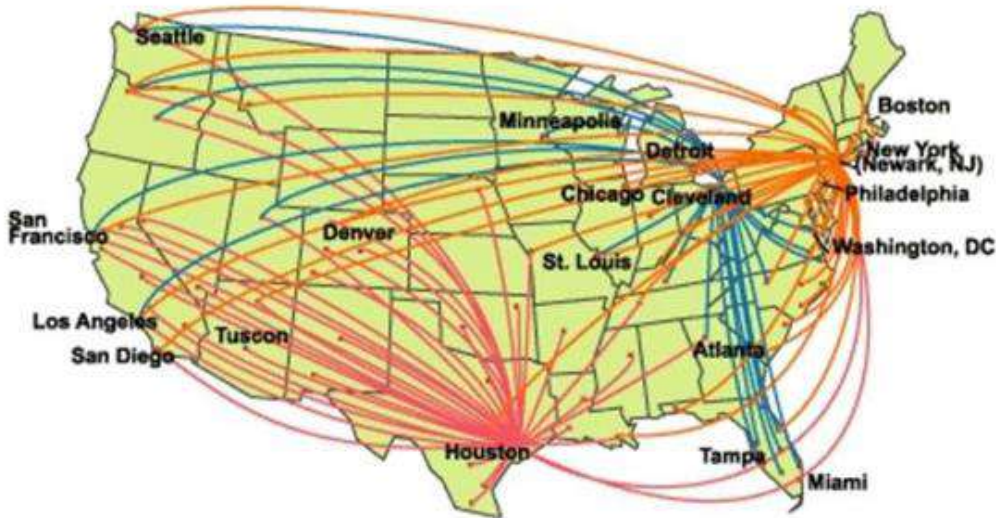 Seattle
Minneapolis
Boston
Detroit
New York
(Newark, NJ)
Chicago
Cleveland
Philadelphia
San
Francisco
Denver
St. Louis
Washington, DC
Los Angeles
Tuscon
San Diego
Atlanta
Houston
Tampa
Miami